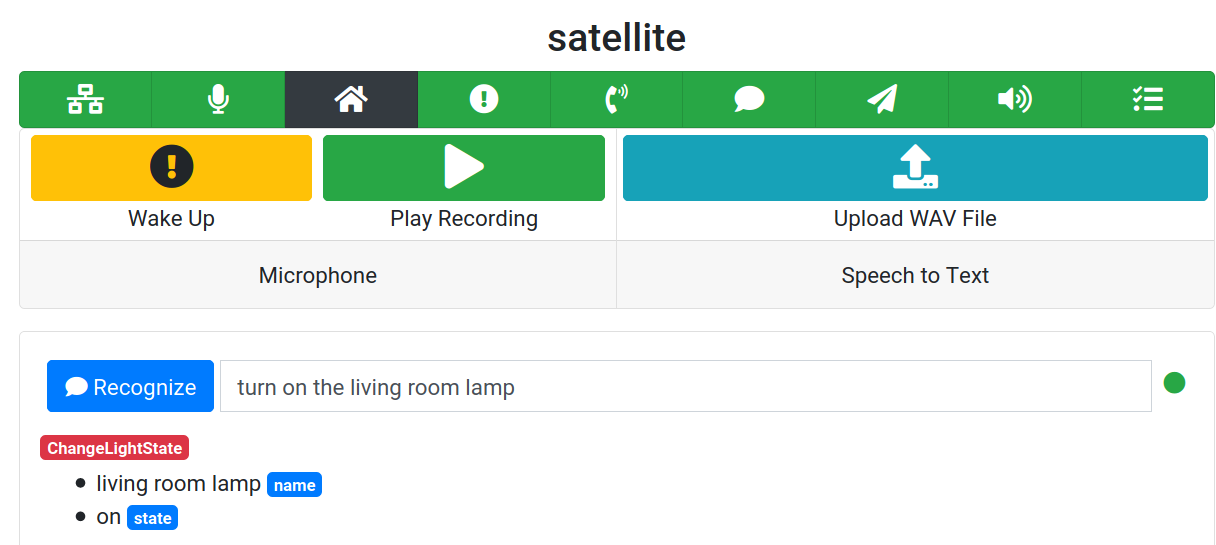 satellite
Wake Up
Play Recording
Upload WAV File
Microphone
Speech to Text
Recognize
turn on the living room lamp
ChangeLightState
living room lamp name
on state